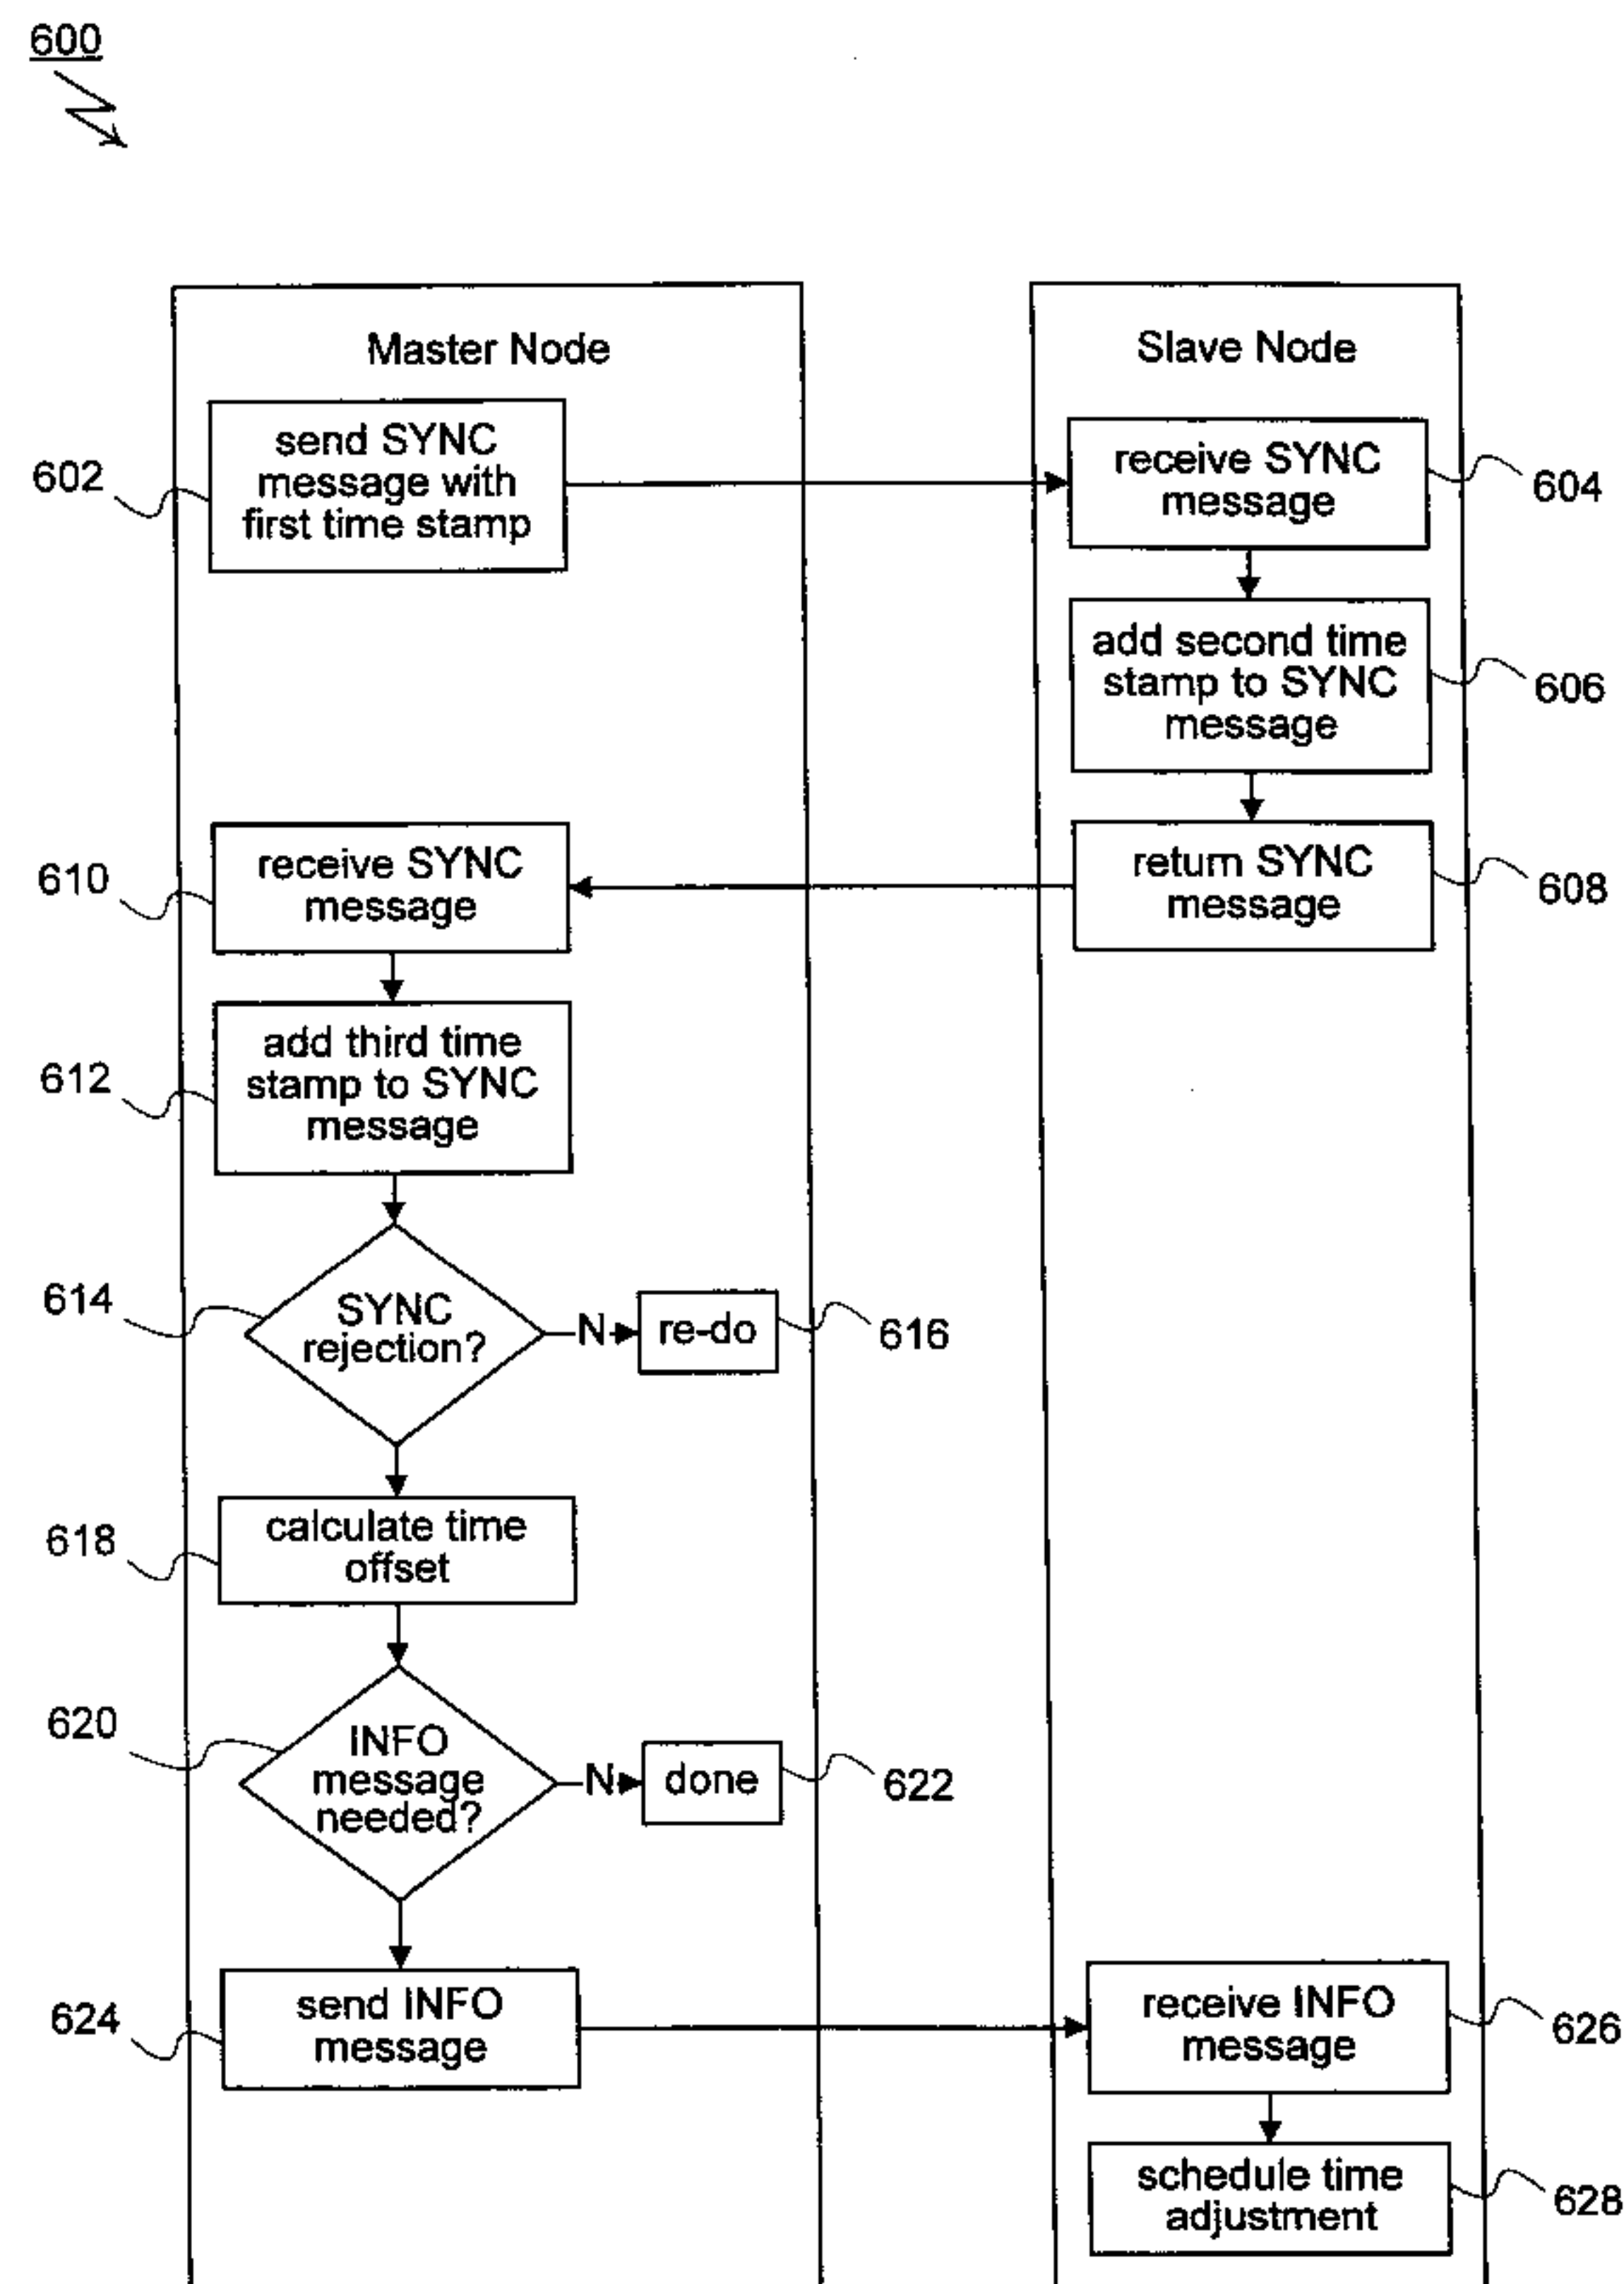 600
Master Node
Slave Node
send SYNC
message with
first time stamp
602
receive SYNC
message
604
add second time
stamp to SYNC
message
606
return SYNC
message
608
receive SYNC
message
610
add third time
stamp to SYNC
message
612
SYNC
rejection?
614
N
re-do
616
calculate time
offset
618
INFO
message
needed?
620
N
done
622
send INFO
message
624
receive INFO
message
626
schedule time
adjustment
628